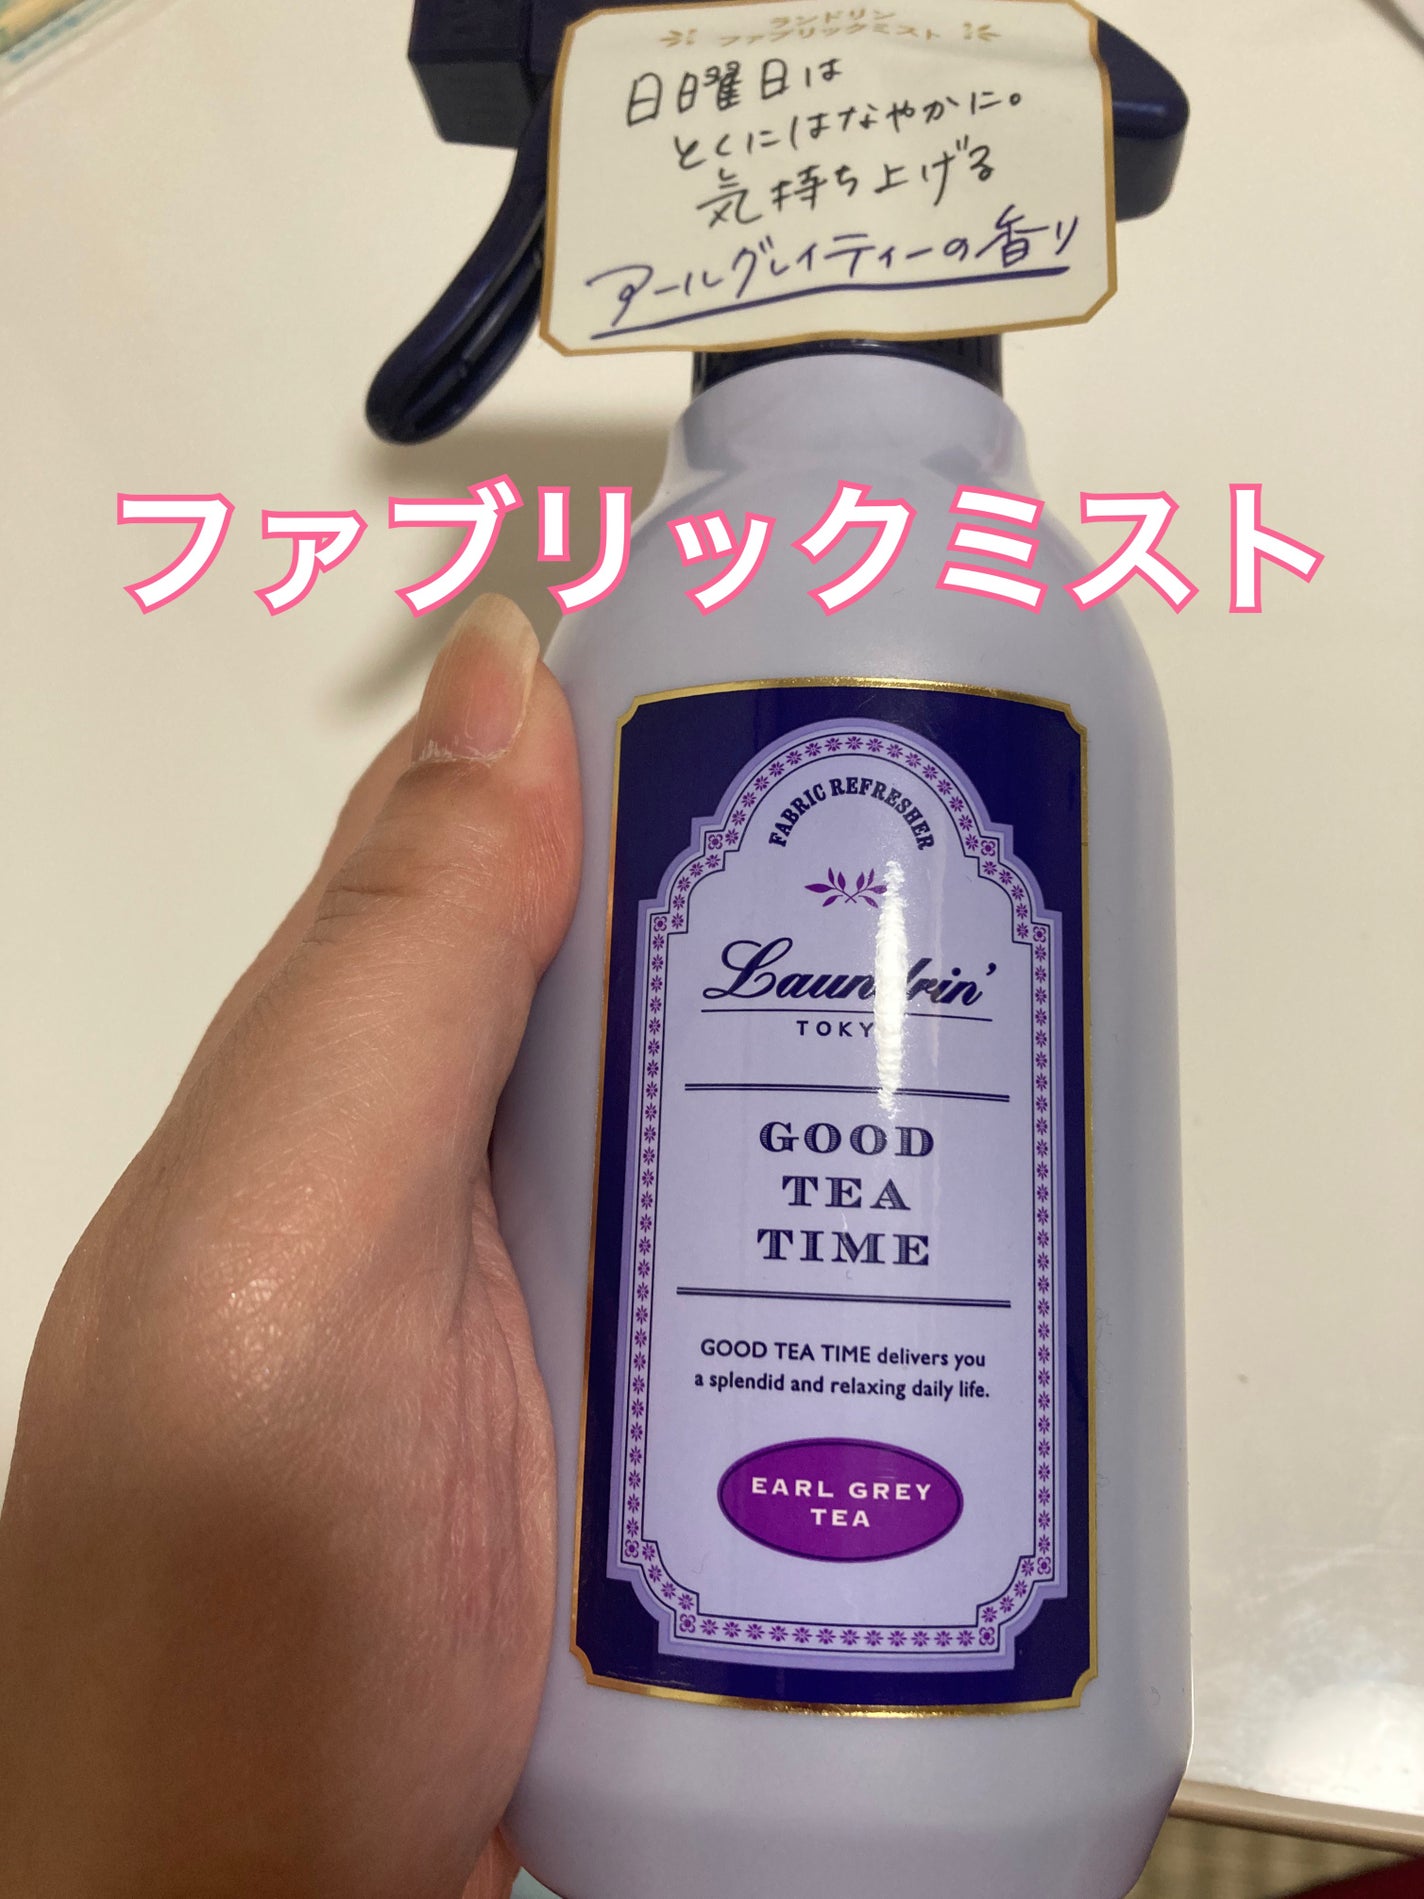 ランドリン
ファブリックミスト
日曜日は
とくにはなやかに。
気持ち上げる
アールグレイティーの香り
ファブリックミスト
FABRIC REFRESHER
Laundrin'
TOKY
GOOD
TEA
TIME
GOOD TEA TIME delivers you
a splendid and relaxing daily life.
EARL GREY
TEA